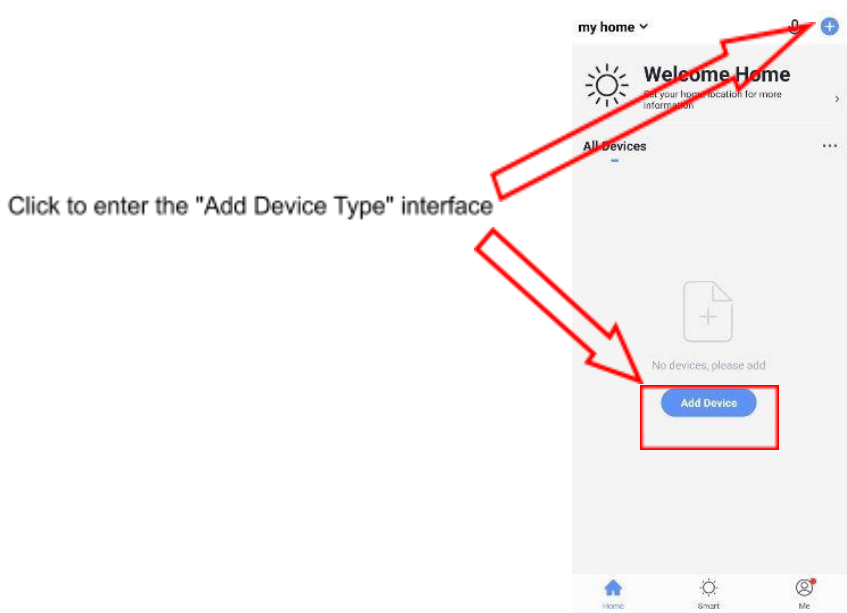 my home
Welcome Home
Set your home location for more
information
All Devices
Click to enter the "Add Device Type" interface
No devices, please add
Add Device
Home
Smart
Me